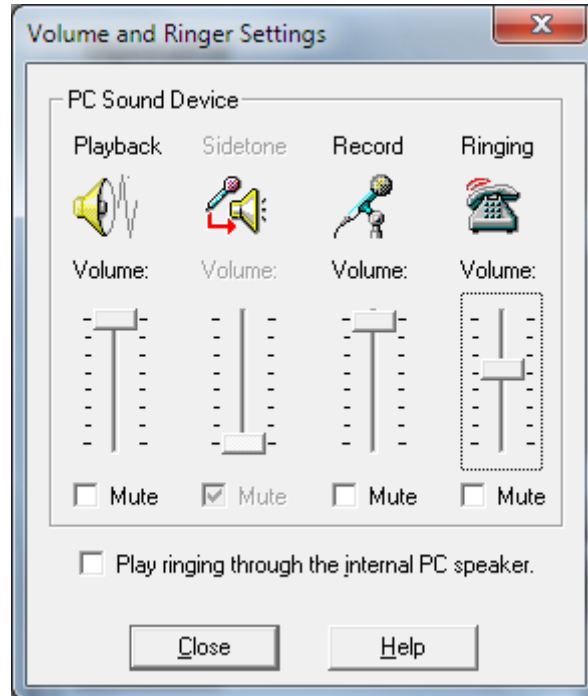 Volume and Ringer Settings
PC Sound Device
Playback Sidetone Record Ringing
Volume: Volume: Volume: Volume:
Mute Mute Mute Mute
Play ringing through the internal PC speaker.
Close Help